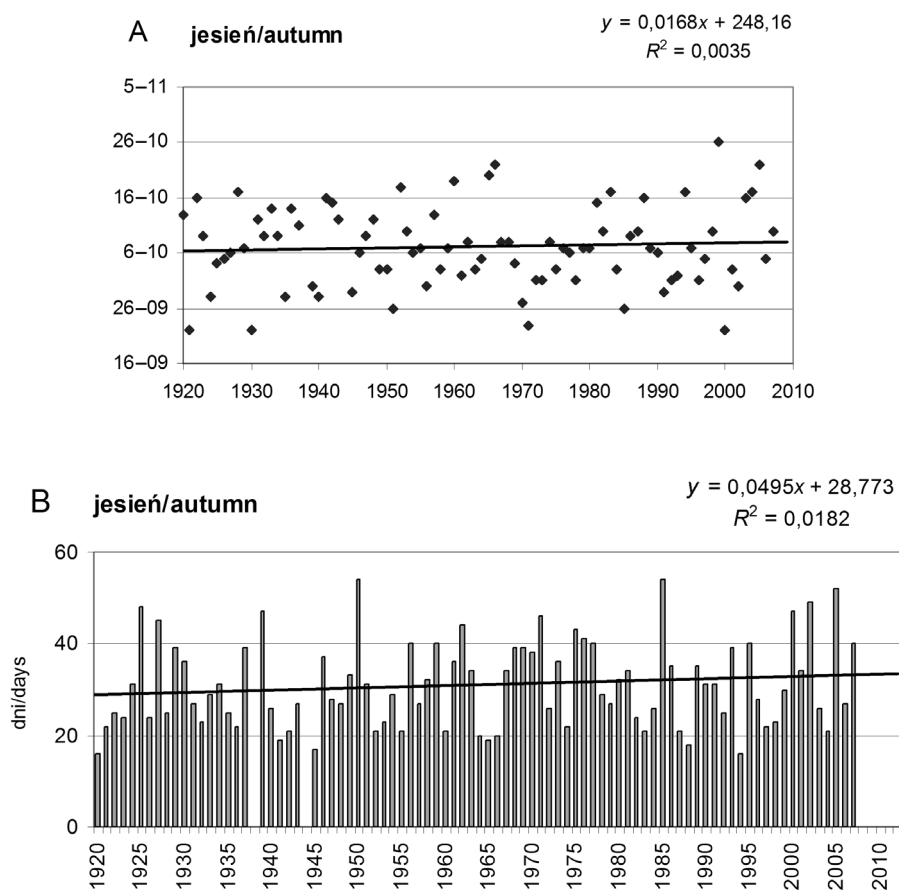 A jesień/autumn
y = 0,0168x + 248,16
R² = 0,0035
5–11
26–10
16–10
6–10
26–09
16–09
1920 1930 1940 1950 1960 1970 1980 1990 2000 2010
B jesień/autumn
y = 0,0495x + 28,773
R² = 0,0182
60
40
20
0
dni/days
1920 1925 1930 1935 1940 1945 1950 1955 1960 1965 1970 1975 1980 1985 1990 1995 2000 2005 2010